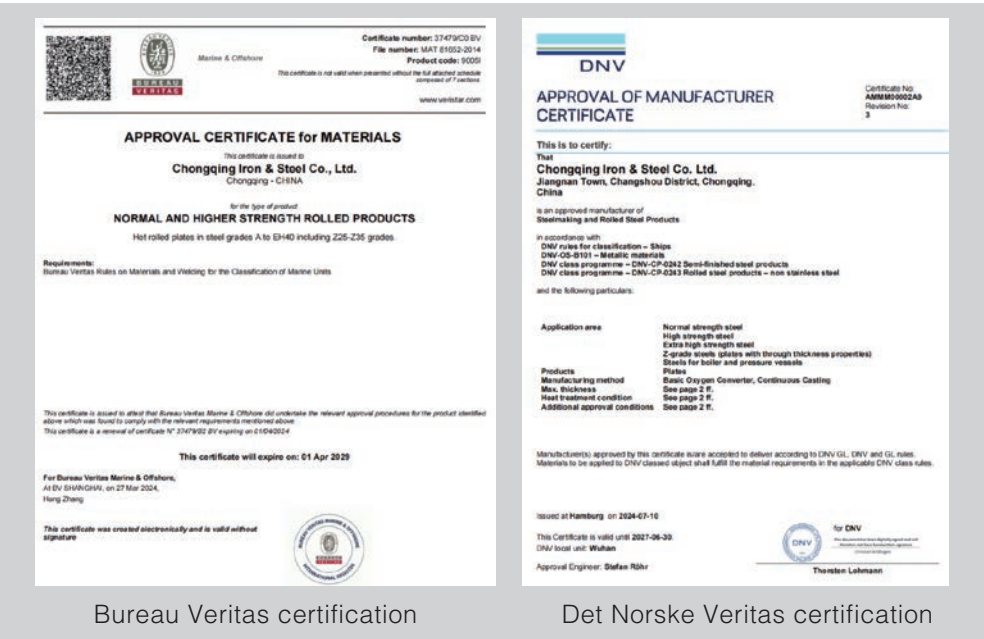 BUREAU
VERITAS
Marine & Offshore
Certificate number: 37479/C0 BV
File number: MAT 81052-2014
Product code: 9005I
This certificate is not valid when presented without the full attached schedule
composed of 7 sections
www.veristar.com
APPROVAL CERTIFICATE for MATERIALS
This certificate is issued to
Chongqing Iron & Steel Co., Ltd.
Chongqing - CHINA
for the type of product
NORMAL AND HIGHER STRENGTH ROLLED PRODUCTS
Hot rolled plates in steel grades A to EH40 including Z25-Z35 grades.
Requirements:
Bureau Veritas Rules on Materials and Welding for the Classification of Marine Units
This certificate is issued to attest that Bureau Veritas Marine & Offshore did undertake the relevant approval procedures for the product identified
above which was found to comply with the relevant requirements mentioned above
This certificate is a renewal of certificate N° 37479/B2 BV expiring on 01/04/2024
This certificate will expire on: 01 Apr 2029
For Bureau Veritas Marine & Offshore,
At BV SHANGHAI, on 27 Mar 2024,
Hong Zhang
This certificate was created electronically and is valid without
signature
BUREAU VERITAS MARINE & OFFSHORE
Bureau Veritas certification
DNV
APPROVAL OF MANUFACTURER
CERTIFICATE
Certificate No:
AMMM00002A9
Revision No:
3
This is to certify:
That
Chongqing Iron & Steel Co. Ltd.
Jiangnan Town, Changshou District, Chongqing,
China
is an approved manufacturer of
Steelmaking and Rolled Steel Products
in accordance with
DNV rules for classification – Ships
DNV-OS-B101 – Metallic materials
DNV class programme – DNV-CP-0242 Semi-finished steel products
DNV class programme – DNV-CP-0243 Rolled steel products – non stainless steel
and the following particulars:
Application area Normal strength steel
High strength steel
Extra high strength steel
Z-grade steels (plates with through thickness properties)
Steels for boiler and pressure vessels
Products Plates
Manufacturing method Basic Oxygen Converter, Continuous Casting
Max. thickness See page 2 ff.
Heat treatment condition See page 2 ff.
Additional approval conditions See page 2 ff.
Manufacturer(s) approved by this certificate is/are accepted to deliver according to DNV GL, DNV and GL rules.
Materials to be applied to DNV classed object shall fulfill the material requirements in the applicable DNV class rules.
Issued at Hamburg on 2024-07-10
This Certificate is valid until 2027-06-30.
DNV local unit: Wuhan
Approval Engineer: Stefan Röhr
DNV
for DNV
Thorsten Lohmann
Det Norske Veritas certification